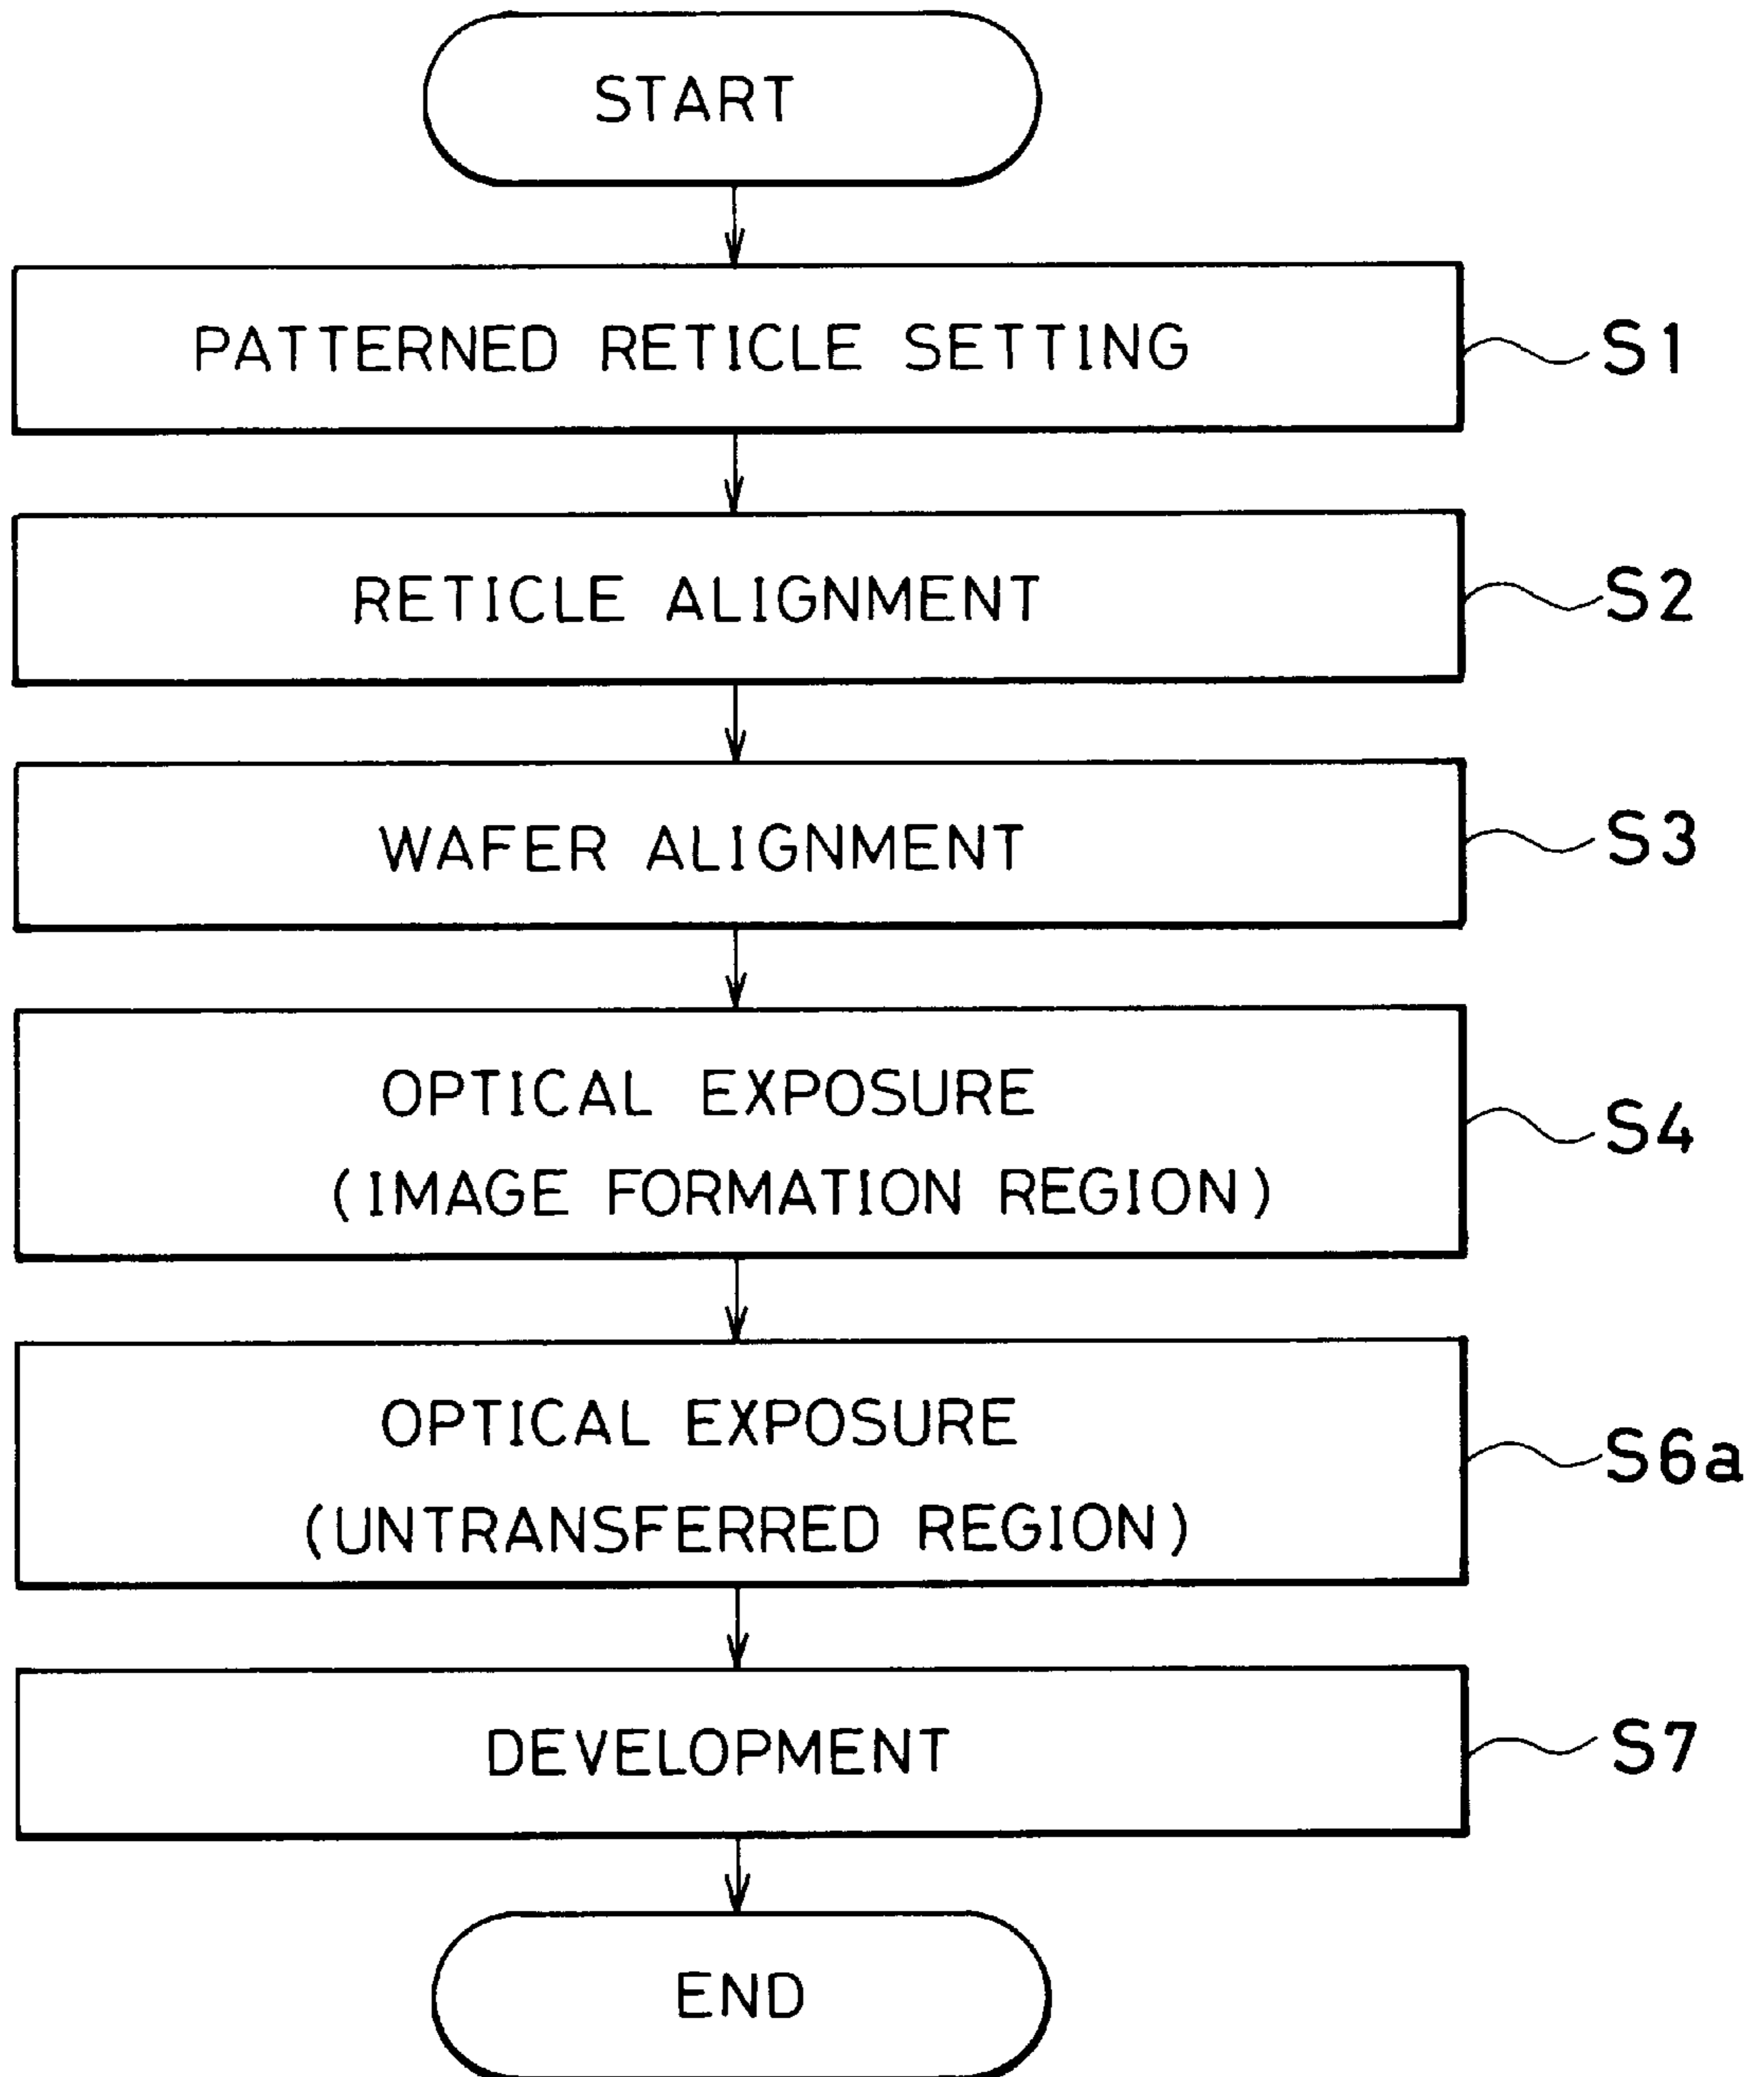 START
PATTERNED RETICLE SETTING S1
RETICLE ALIGNMENT S2
WAFER ALIGNMENT S3
OPTICAL EXPOSURE
(IMAGE FORMATION REGION) S4
OPTICAL EXPOSURE
(UNTRANSFERRED REGION) S6a
DEVELOPMENT S7
END